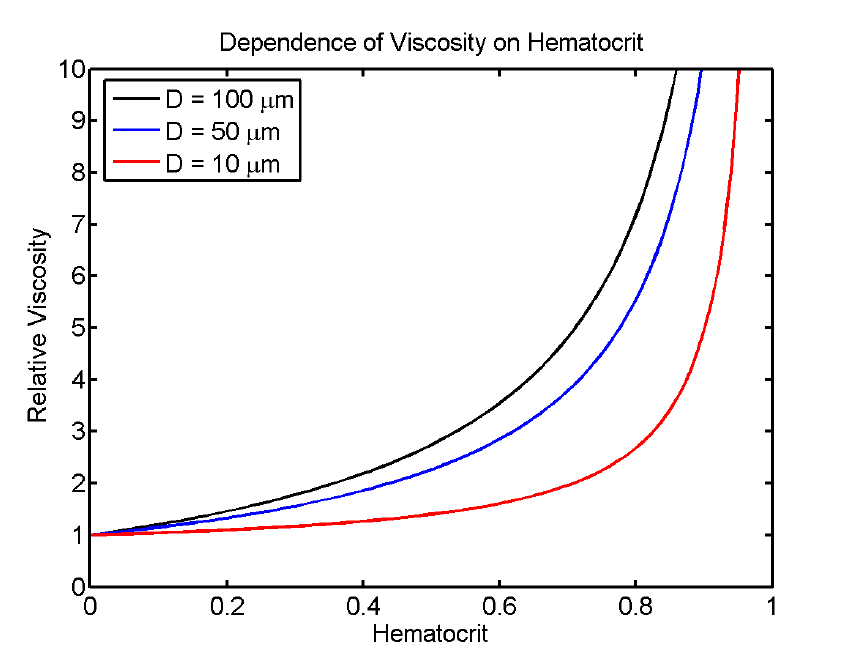 Dependence of Viscosity on Hematocrit
D = 100 μm
D = 50 μm
D = 10 μm
Relative Viscosity
10
9
8
7
6
5
4
3
2
1
0
0 0.2 0.4 0.6 0.8 1
Hematocrit